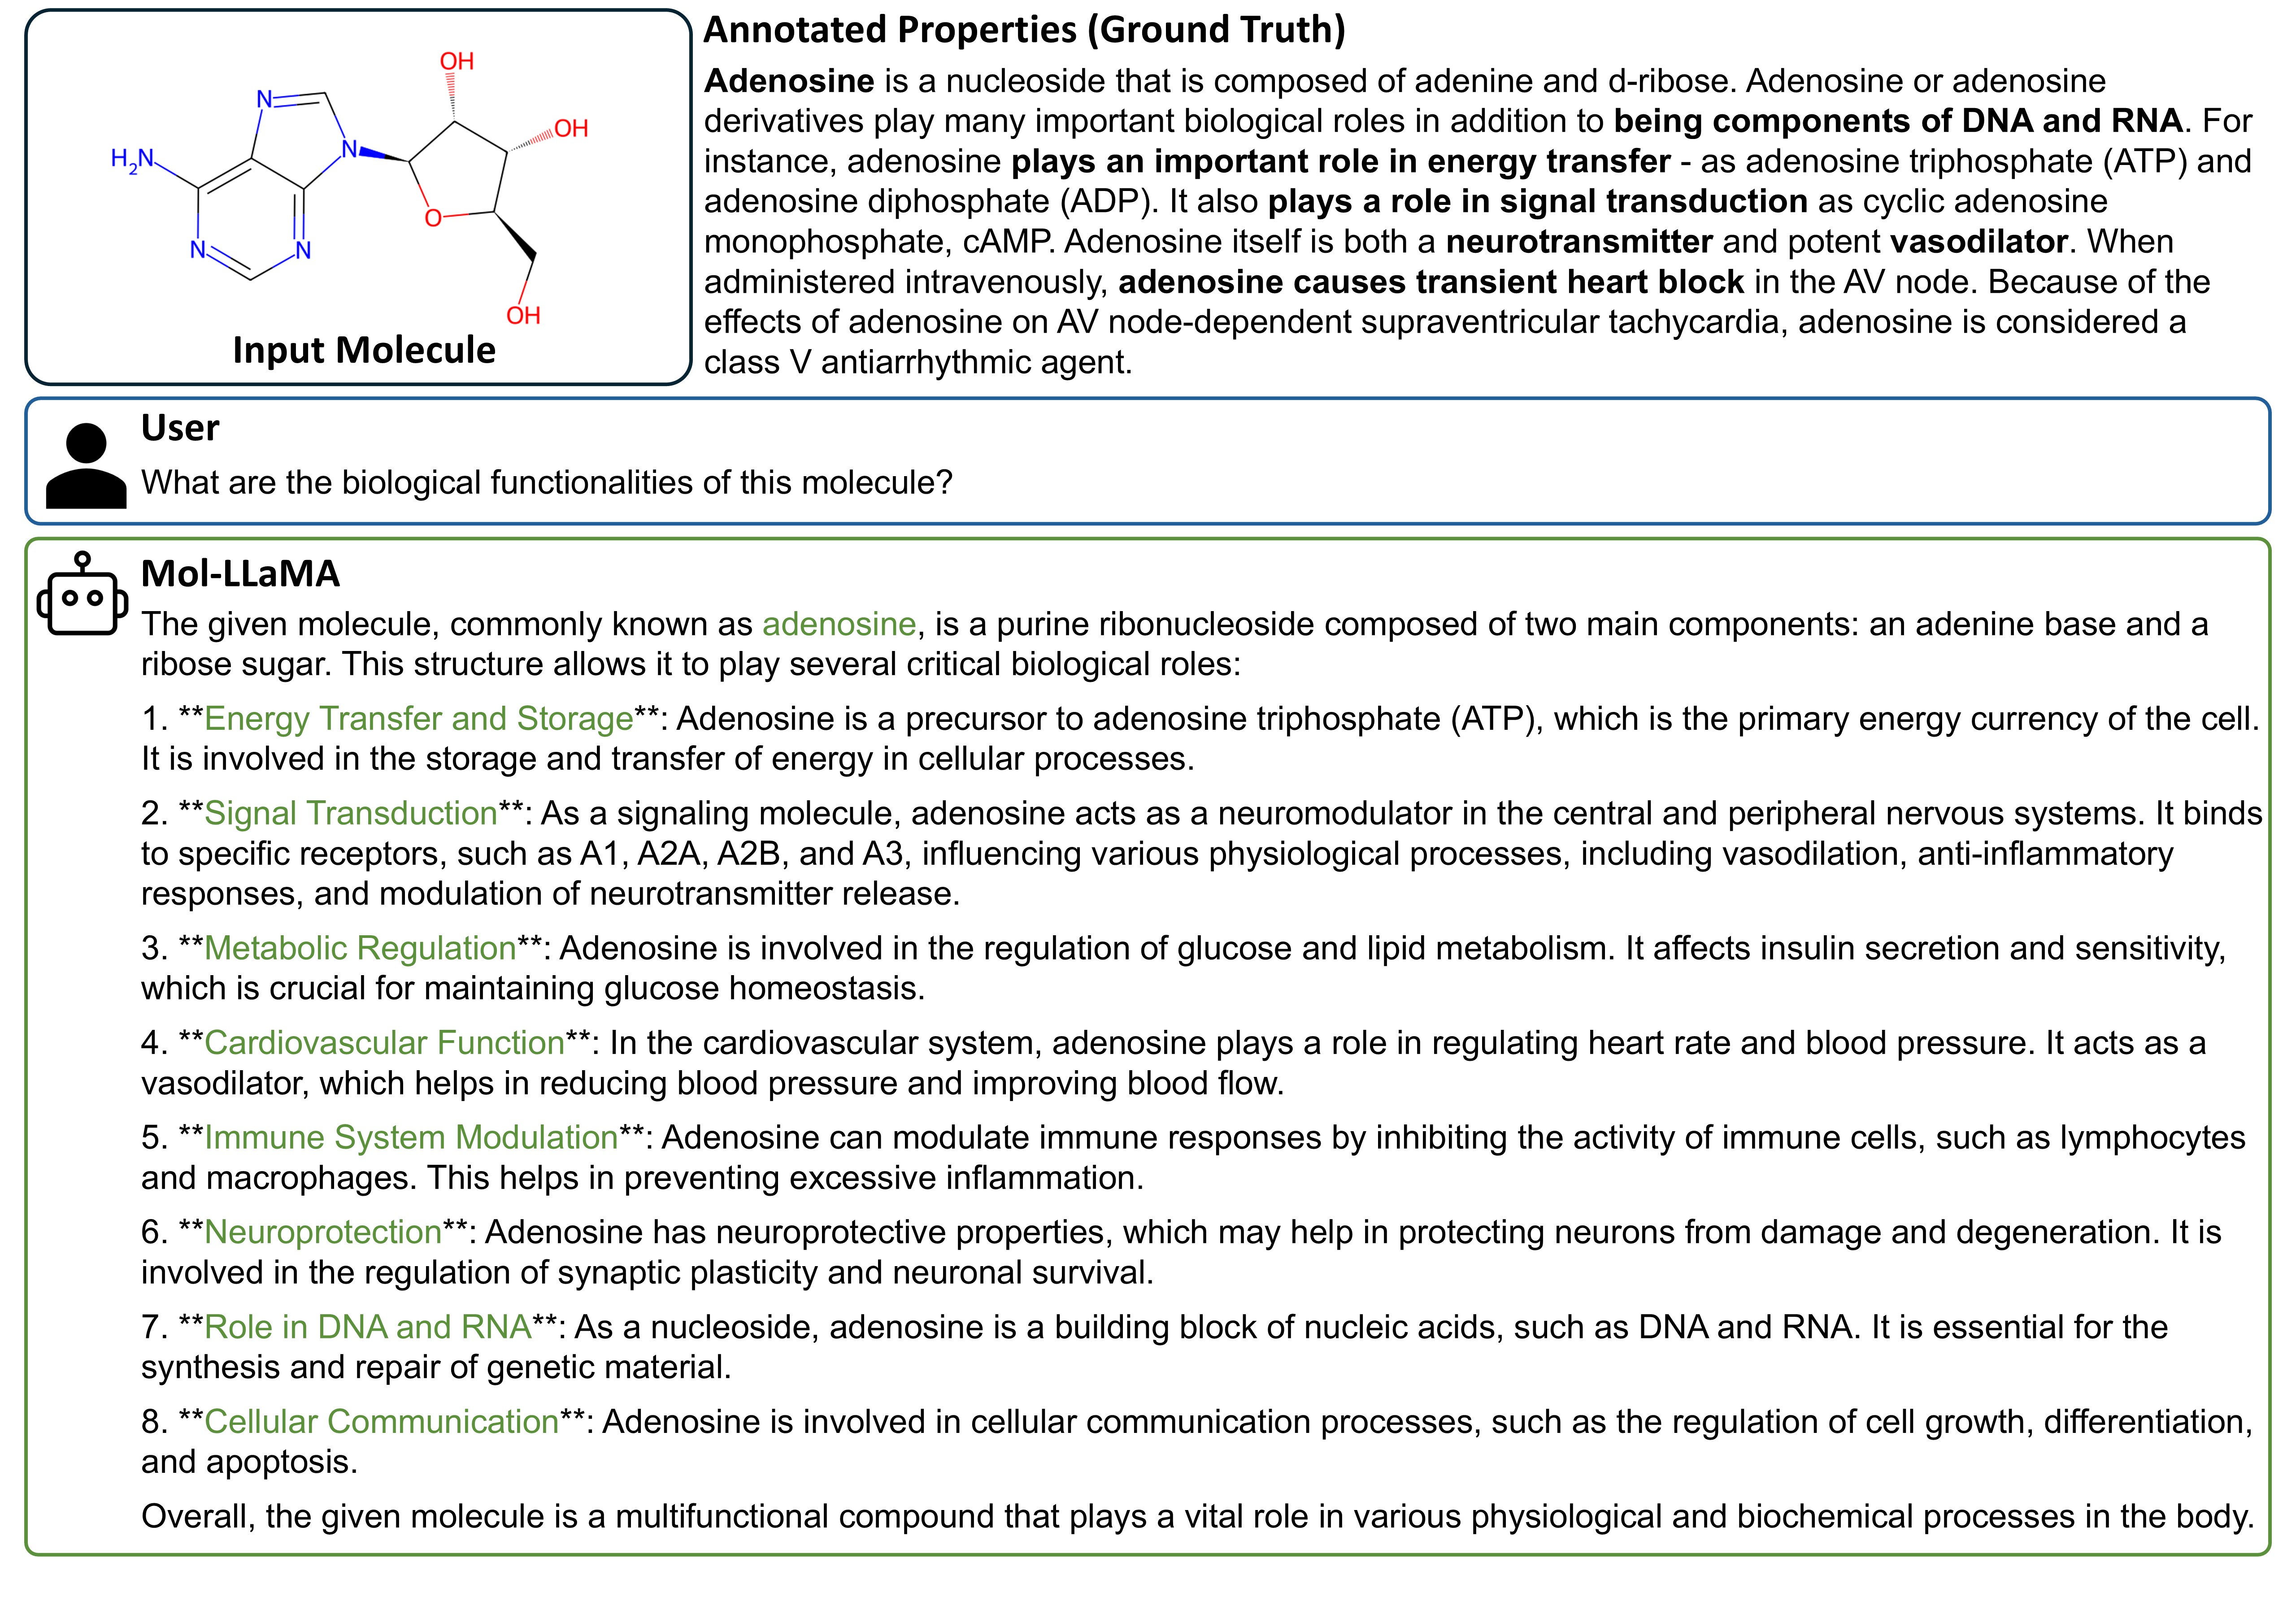 OH
N
OH
H2N
N
O
N
N
OH
Input Molecule
Annotated Properties (Ground Truth)
Adenosine is a nucleoside that is composed of adenine and d-ribose. Adenosine or adenosine
derivatives play many important biological roles in addition to being components of DNA and RNA. For
instance, adenosine plays an important role in energy transfer - as adenosine triphosphate (ATP) and
adenosine diphosphate (ADP). It also plays a role in signal transduction as cyclic adenosine
monophosphate, cAMP. Adenosine itself is both a neurotransmitter and potent vasodilator. When
administered intravenously, adenosine causes transient heart block in the AV node. Because of the
effects of adenosine on AV node-dependent supraventricular tachycardia, adenosine is considered a
class V antiarrhythmic agent.
User
What are the biological functionalities of this molecule?
Mol-LLaMA
The given molecule, commonly known as adenosine, is a purine ribonucleoside composed of two main components: an adenine base and a
ribose sugar. This structure allows it to play several critical biological roles:
1. **Energy Transfer and Storage**: Adenosine is a precursor to adenosine triphosphate (ATP), which is the primary energy currency of the cell.
It is involved in the storage and transfer of energy in cellular processes.
2. **Signal Transduction**: As a signaling molecule, adenosine acts as a neuromodulator in the central and peripheral nervous systems. It binds
to specific receptors, such as A1, A2A, A2B, and A3, influencing various physiological processes, including vasodilation, anti-inflammatory
responses, and modulation of neurotransmitter release.
3. **Metabolic Regulation**: Adenosine is involved in the regulation of glucose and lipid metabolism. It affects insulin secretion and sensitivity,
which is crucial for maintaining glucose homeostasis.
4. **Cardiovascular Function**: In the cardiovascular system, adenosine plays a role in regulating heart rate and blood pressure. It acts as a
vasodilator, which helps in reducing blood pressure and improving blood flow.
5. **Immune System Modulation**: Adenosine can modulate immune responses by inhibiting the activity of immune cells, such as lymphocytes
and macrophages. This helps in preventing excessive inflammation.
6. **Neuroprotection**: Adenosine has neuroprotective properties, which may help in protecting neurons from damage and degeneration. It is
involved in the regulation of synaptic plasticity and neuronal survival.
7. **Role in DNA and RNA**: As a nucleoside, adenosine is a building block of nucleic acids, such as DNA and RNA. It is essential for the
synthesis and repair of genetic material.
8. **Cellular Communication**: Adenosine is involved in cellular communication processes, such as the regulation of cell growth, differentiation,
and apoptosis.
Overall, the given molecule is a multifunctional compound that plays a vital role in various physiological and biochemical processes in the body.